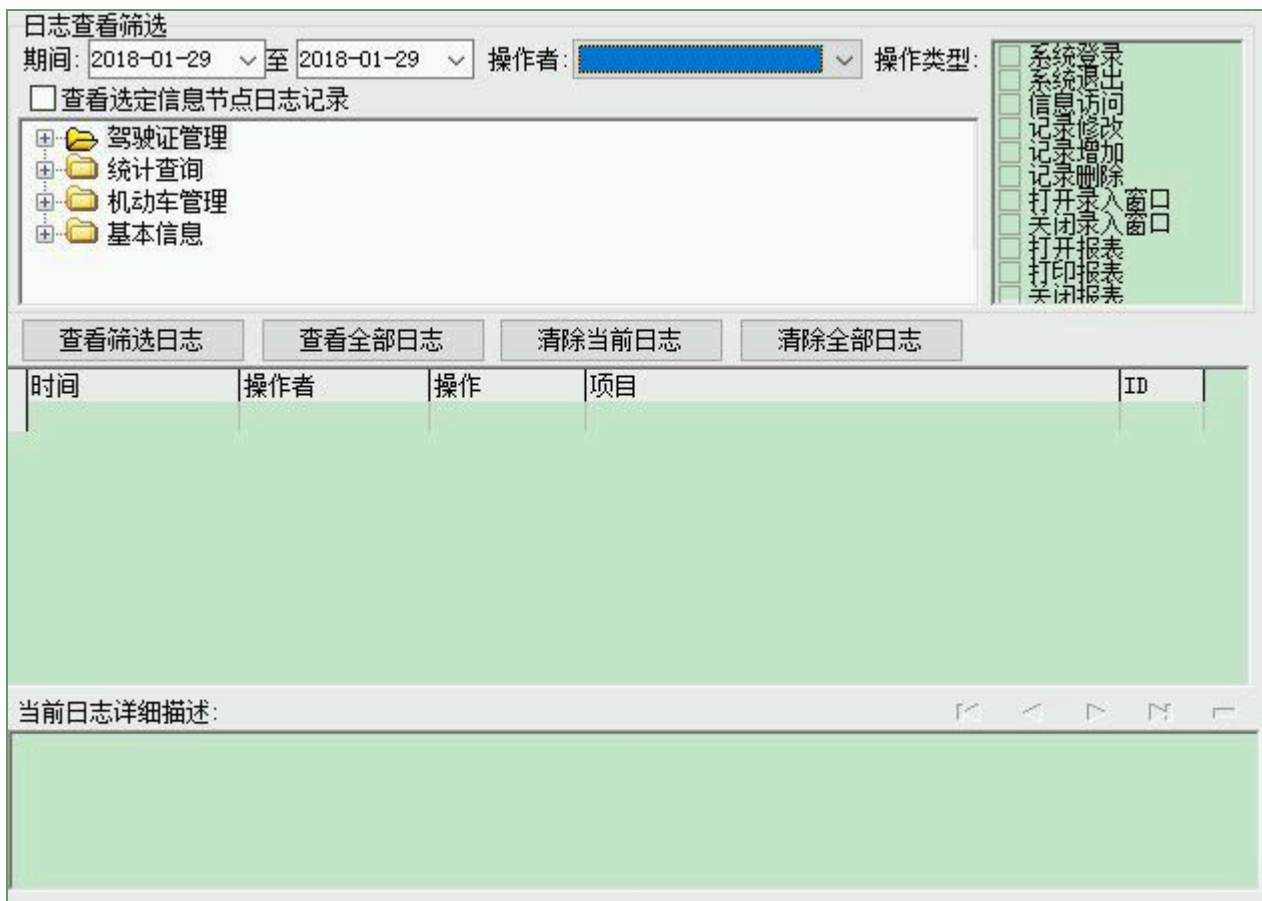 日志查看筛选
期间: 2018-01-29 至 2018-01-29 操作者: 操作类型:
系统登录
系统退出
信息访问
记录修改
记录增加
记录删除
打开录入窗口
关闭录入窗口
打开报表
打印报表
关闭报表
查看选定信息节点日志记录
驾驶证管理
统计查询
机动车管理
基本信息
查看筛选日志 查看全部日志 清除当前日志 清除全部日志
时间 操作者 操作 项目 ID
当前日志详细描述: